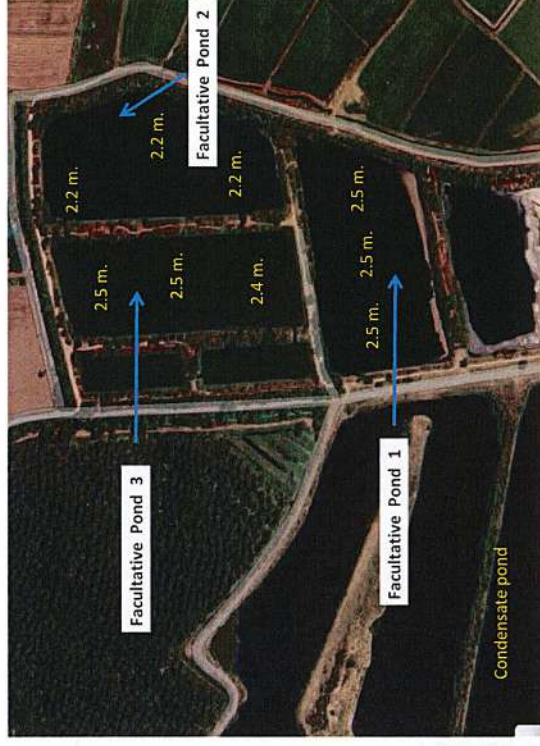 Facultative Pond 3
Facultative Pond 1
Condensate pond
2.5 m.
2.5 m.
2.4 m.
2.2 m.
2.2 m.
2.2 m.
Facultative Pond 2
2.5 m.
2.5 m.
2.5 m.